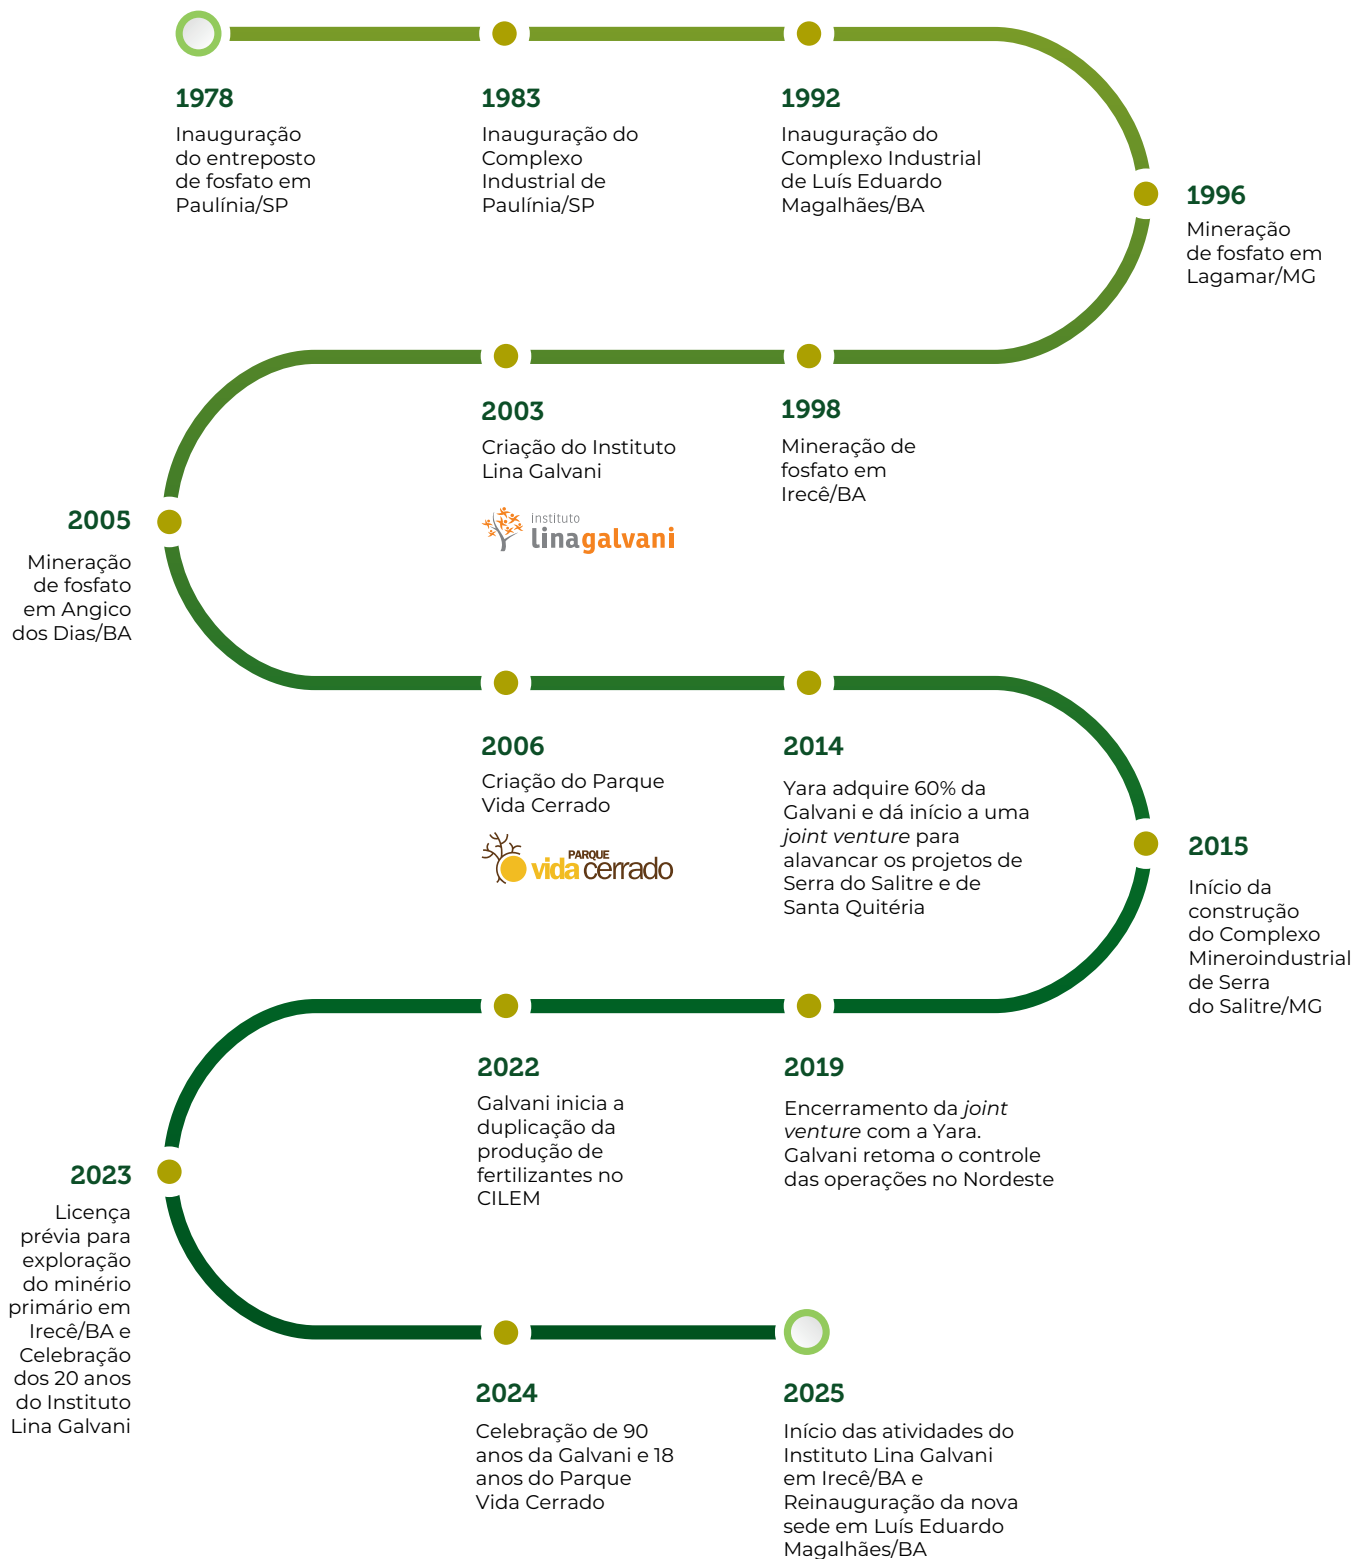 1978
Inauguração
do entreposto
de fosfato em
Paulínia/SP
1983
Inauguração do
Complexo
Industrial de
Paulínia/SP
1992
Inauguração do
Complexo Industrial
de Luís Eduardo
Magalhães/BA
1996
Mineração
de fosfato em
Lagamar/MG
1998
Mineração de
fosfato em
Irecê/BA
2003
Criação do Instituto
Lina Galvani
instituto
linagalvani
2005
Mineração
de fosfato
em Angico
dos Dias/BA
2006
Criação do Parque
Vida Cerrado
PARQUE
vida cerrado
2014
Yara adquire 60% da
Galvani e dá início a uma
joint venture para
alavancar os projetos de
Serra do Salitre e de
Santa Quitéria
2015
Início da
construção
do Complexo
Mineroindustrial
de Serra
do Salitre/MG
2019
Encerramento da joint
venture com a Yara.
Galvani retoma o controle
das operações no Nordeste
2022
Galvani inicia a
duplicação da
produção de
fertilizantes no
CILEM
2023
Licença
prévia para
exploração
do minério
primário em
Irecê/BA e
Celebração
dos 20 anos
do Instituto
Lina Galvani
2024
Celebração de 90
anos da Galvani e 18
anos do Parque
Vida Cerrado
2025
Início das atividades do
Instituto Lina Galvani
em Irecê/BA e
Reinauguração da nova
sede em Luís Eduardo
Magalhães/BA